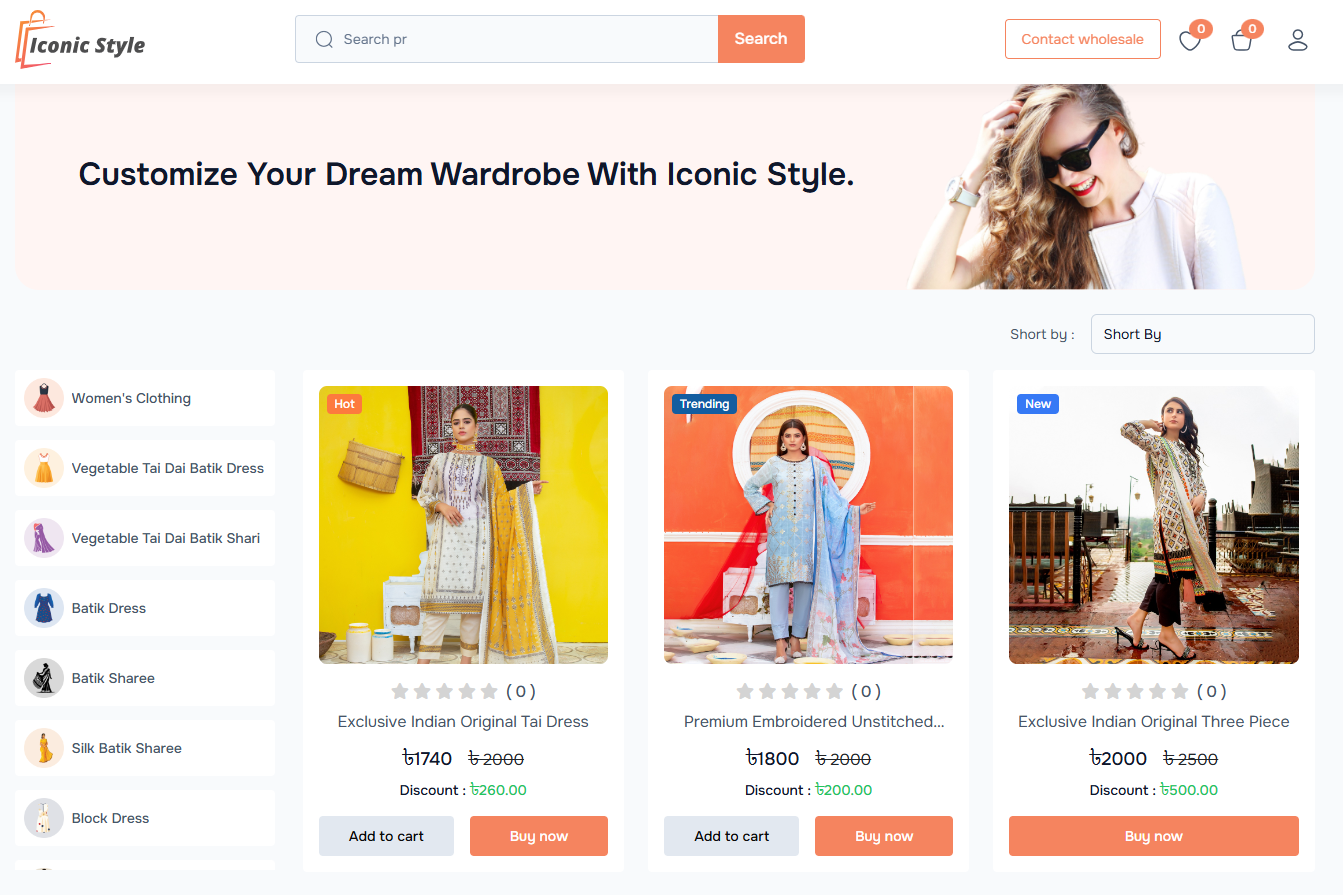 Iconic Style
Search pr
Search
Contact wholesale
0
0
Customize Your Dream Wardrobe With Iconic Style.
Short by :
Short By
Women's Clothing
Vegetable Tai Dai Batik Dress
Vegetable Tai Dai Batik Shari
Batik Dress
Batik Sharee
Silk Batik Sharee
Block Dress
Hot
( 0 )
Exclusive Indian Original Tai Dress
৳1740 ৳ 2000
Discount : ৳260.00
Add to cart
Buy now
Trending
( 0 )
Premium Embroidered Unstitched...
৳1800 ৳ 2000
Discount : ৳200.00
Add to cart
Buy now
New
( 0 )
Exclusive Indian Original Three Piece
৳2000 ৳ 2500
Discount : ৳500.00
Buy now